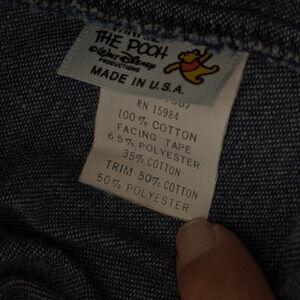 THE POOH
© Walt Disney
PRODUCTIONS
MADE IN U.S.A.
RN 15984
100% COTTON
FACING TAPE
65% POLYESTER
35% COTTON
TRIM 50% COTTON
50% POLYESTER